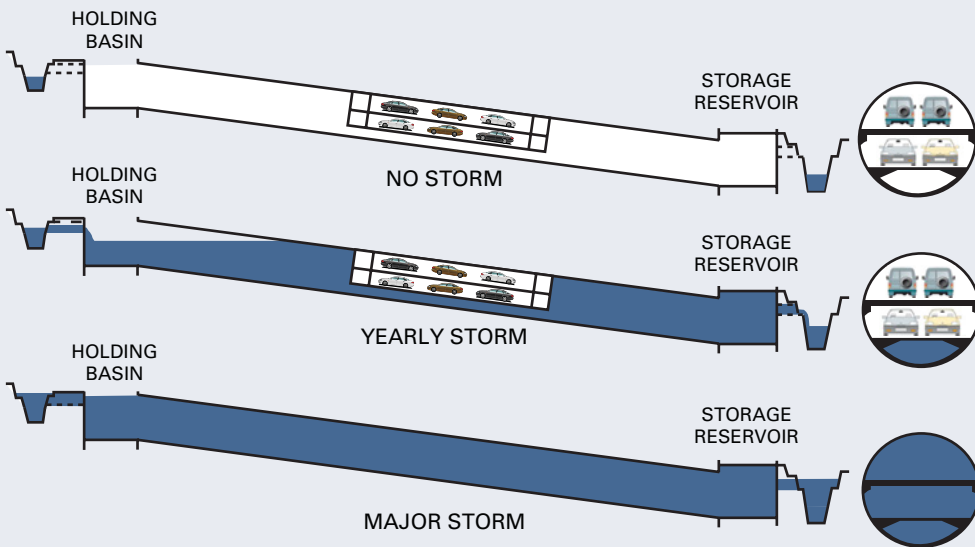 HOLDING
BASIN
STORAGE
RESERVOIR
NO STORM
HOLDING
BASIN
STORAGE
RESERVOIR
YEARLY STORM
HOLDING
BASIN
STORAGE
RESERVOIR
MAJOR STORM